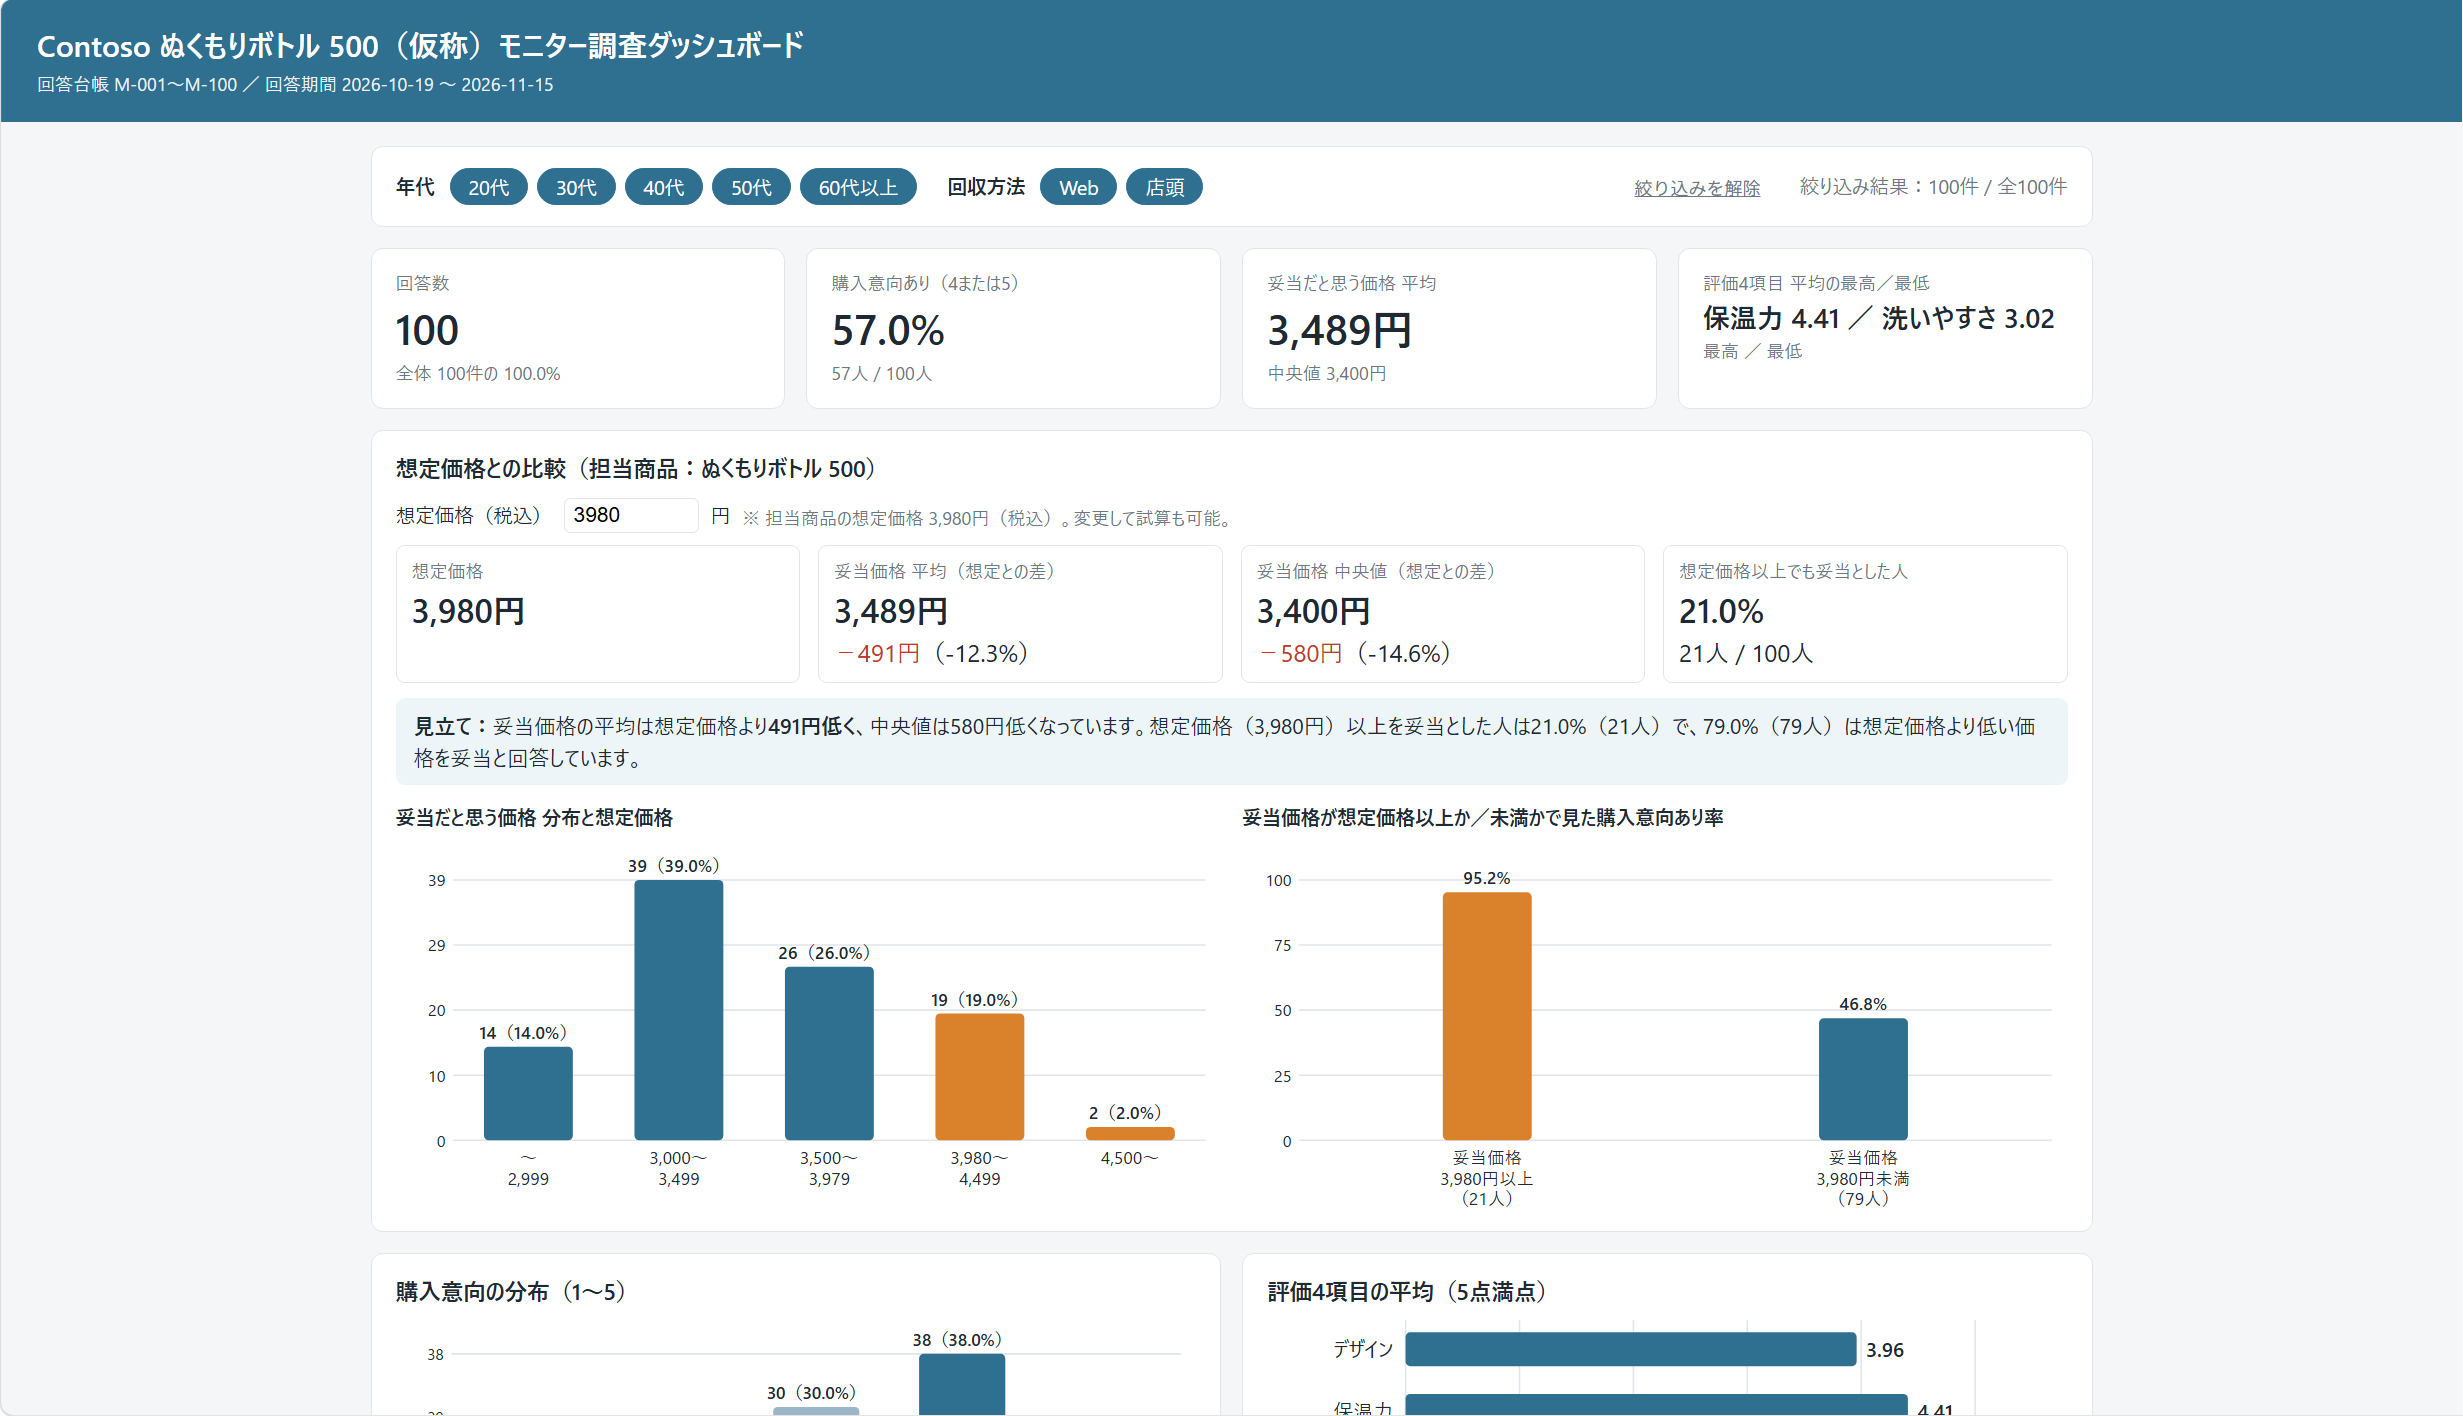 Contoso ぬくもりボトル 500（仮称）モニター調査ダッシュボード
回答台帳 M-001～M-100 ／ 回答期間 2026-10-19 ～ 2026-11-15
年代 20代 30代 40代 50代 60代以上 回収方法 Web 店頭 絞り込みを解除 絞り込み結果：100件 / 全100件
回答数
100
全体 100件の 100.0%
購入意向あり（4または5）
57.0%
57人 / 100人
妥当だと思う価格 平均
3,489円
中央値 3,400円
評価4項目 平均の最高／最低
保温力 4.41 ／ 洗いやすさ 3.02
最高 ／ 最低
想定価格との比較（担当商品：ぬくもりボトル 500）
想定価格（税込） 3980 円 ※ 担当商品の想定価格 3,980円（税込）。変更して試算も可能。
想定価格
3,980円
妥当価格 平均（想定との差）
3,489円
－491円（-12.3%）
妥当価格 中央値（想定との差）
3,400円
－580円（-14.6%）
想定価格以上でも妥当とした人
21.0%
21人 / 100人
見立て：妥当価格の平均は想定価格より491円低く、中央値は580円低くなっています。想定価格（3,980円）以上を妥当とした人は21.0%（21人）で、79.0%（79人）は想定価格より低い価
格を妥当と回答しています。
妥当だと思う価格 分布と想定価格
39
29
20
10
0
14（14.0%）
39（39.0%）
26（26.0%）
19（19.0%）
2（2.0%）
～
2,999
3,000～
3,499
3,500～
3,979
3,980～
4,499
4,500～
妥当価格が想定価格以上か／未満かで見た購入意向あり率
100
75
50
25
0
95.2%
46.8%
妥当価格
3,980円以上
（21人）
妥当価格
3,980円未満
（79人）
購入意向の分布（1～5）
38
38（38.0%）
30（30.0%）
評価4項目の平均（5点満点）
デザイン 3.96
保温力 4.41